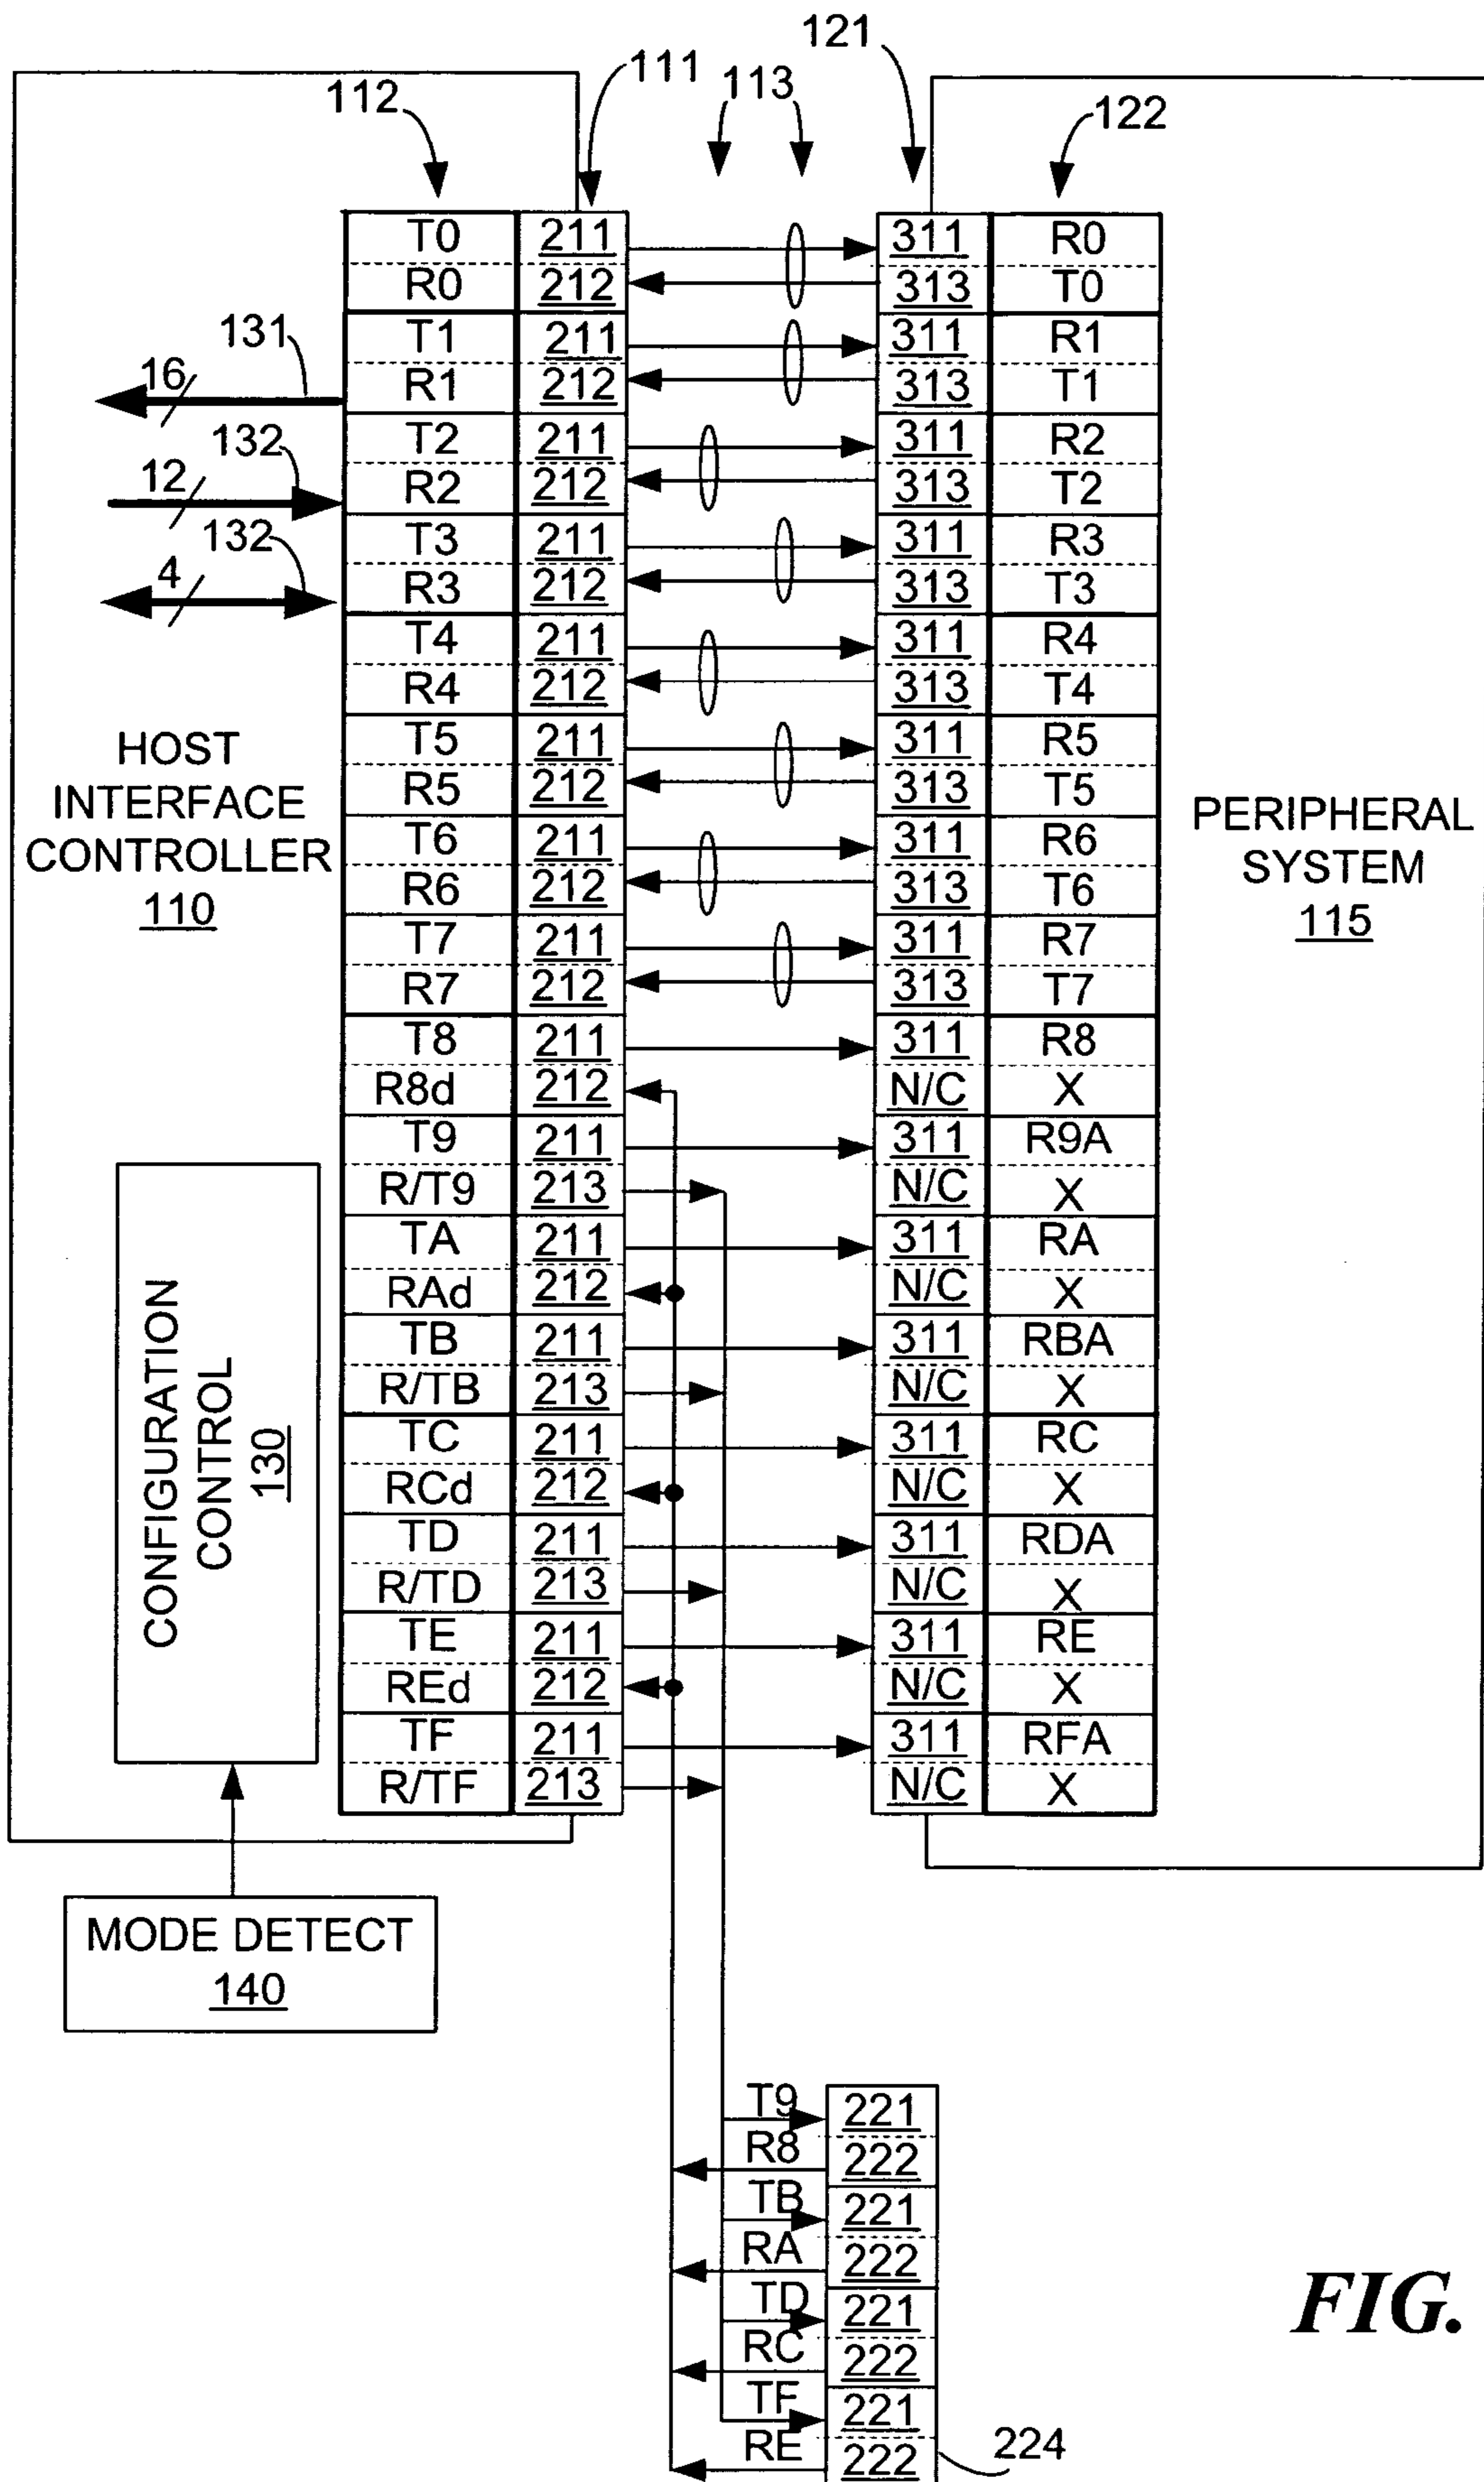 121
111
113
112
122
T0 211 311 R0
R0 212 313 T0
T1 211 311 R1
R1 212 313 T1
T2 211 311 R2
R2 212 313 T2
T3 211 311 R3
R3 212 313 T3
T4 211 311 R4
R4 212 313 T4
T5 211 311 R5
R5 212 313 T5
T6 211 311 R6
R6 212 313 T6
T7 211 311 R7
R7 212 313 T7
T8 211 311 R8
R8d 212 N/C X
T9 211 311 R9A
R/T9 213 N/C X
TA 211 311 RA
RAd 212 N/C X
TB 211 311 RBA
R/TB 213 N/C X
TC 211 311 RC
RCd 212 N/C X
TD 211 311 RDA
R/TD 213 N/C X
TE 211 311 RE
REd 212 N/C X
TF 211 311 RFA
R/TF 213 N/C X
131
16
132
12
132
4
HOST
INTERFACE
CONTROLLER
110
PERIPHERAL
SYSTEM
115
CONFIGURATION
CONTROL
130
MODE DETECT
140
T9 221
R8 222
TB 221
RA 222
TD 221
RC 222
TF 221
RE 222
224
FIG.